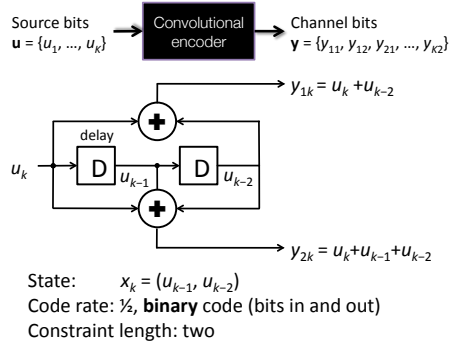 Source bits
u = {u1, ..., uK}
Convolutional
encoder
Channel bits
y = {y11, y12, y21, ..., yK2}
y1k = uk +uk−2
delay
uk
D
uk−1
D
uk−2
y2k = uk+uk−1+uk−2
State: xk = (uk−1, uk−2)
Code rate: ½, binary code (bits in and out)
Constraint length: two